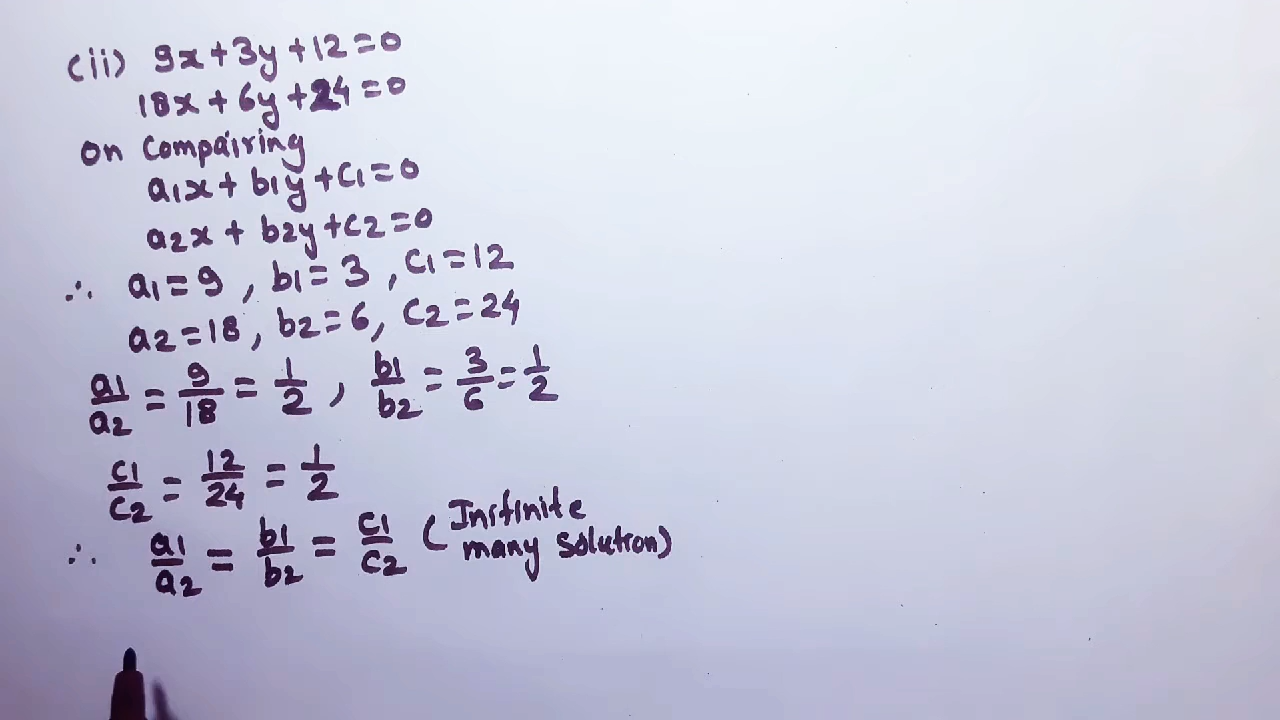 (ii) 9x+3y+12=0
18x+6y+24=0
On Compairing
a1x+b1y+C1=0
a2x+b2y+C2=0
∴ a1=9, b1=3, C1=12
a2=18, b2=6, C2=24
a1/a2 = 9/18 = 1/2, b1/b2 = 3/6 = 1/2
C1/C2 = 12/24 = 1/2
∴ a1/a2 = b1/b2 = C1/C2 (Inifinite
many solution)